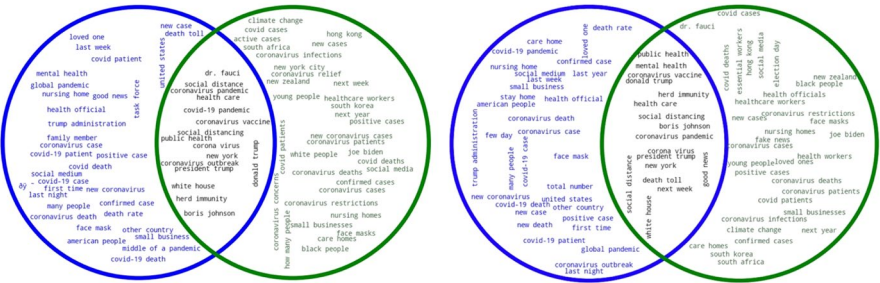 new case
death toll
loved one
last week
covid patient
united states
mental health
global pandemic
nursing home
good news
task force
health official
trump administration
family member
coronavirus case
covid-19 patient
positive case
covid death
social medium
covid-19 case
first time
new coronavirus
last night
many people
confirmed case
coronavirus death
death rate
face mask
other country
american people
small business
middle of a pandemic
covid-19 death
dr. fauci
social distance
coronavirus pandemic
health care
covid-19 pandemic
coronavirus vaccine
social distancing
public health
corona virus
new york
coronavirus outbreak
president trump
donald trump
white house
herd immunity
boris johnson
climate change
covid cases
active cases
hong kong
south africa
new cases
coronavirus infections
new york city
coronavirus relief
new zealand
next week
young people
healthcare workers
south korea
next year
positive cases
covid patients
new coronavirus cases
coronavirus patients
white people
joe biden
covid deaths
coronavirus deaths
social media
confirmed cases
coronavirus cases
coronavirus concerns
coronavirus restrictions
nursing homes
how many people
small businesses
face masks
care homes
black people
death rate
care home
loved one
covid-19 pandemic
confirmed case
nursing home
social medium
last year
last week
small business
stay home
health official
american people
coronavirus death
few day
coronavirus case
covid-19 case
trump administration
face mask
many people
total number
new coronavirus
united states
covid-19 death
other country
new case
positive case
new death
first time
covid-19 patient
global pandemic
coronavirus outbreak
last night
public health
mental health
coronavirus vaccine
donald trump
herd immunity
health care
social distancing
boris johnson
coronavirus pandemic
corona virus
president trump
new york
good news
death toll
next week
social distance
white house
covid cases
dr. fauci
covid deaths
essential workers
hong kong
social media
election day
new zealand
black people
health officials
healthcare workers
coronavirus restrictions
new cases
face masks
nursing homes
joe biden
fake news
coronavirus cases
health workers
young people
loved ones
coronavirus deaths
coronavirus patients
covid patients
small businesses
coronavirus infections
climate change
next year
care homes
confirmed cases
south korea
south africa